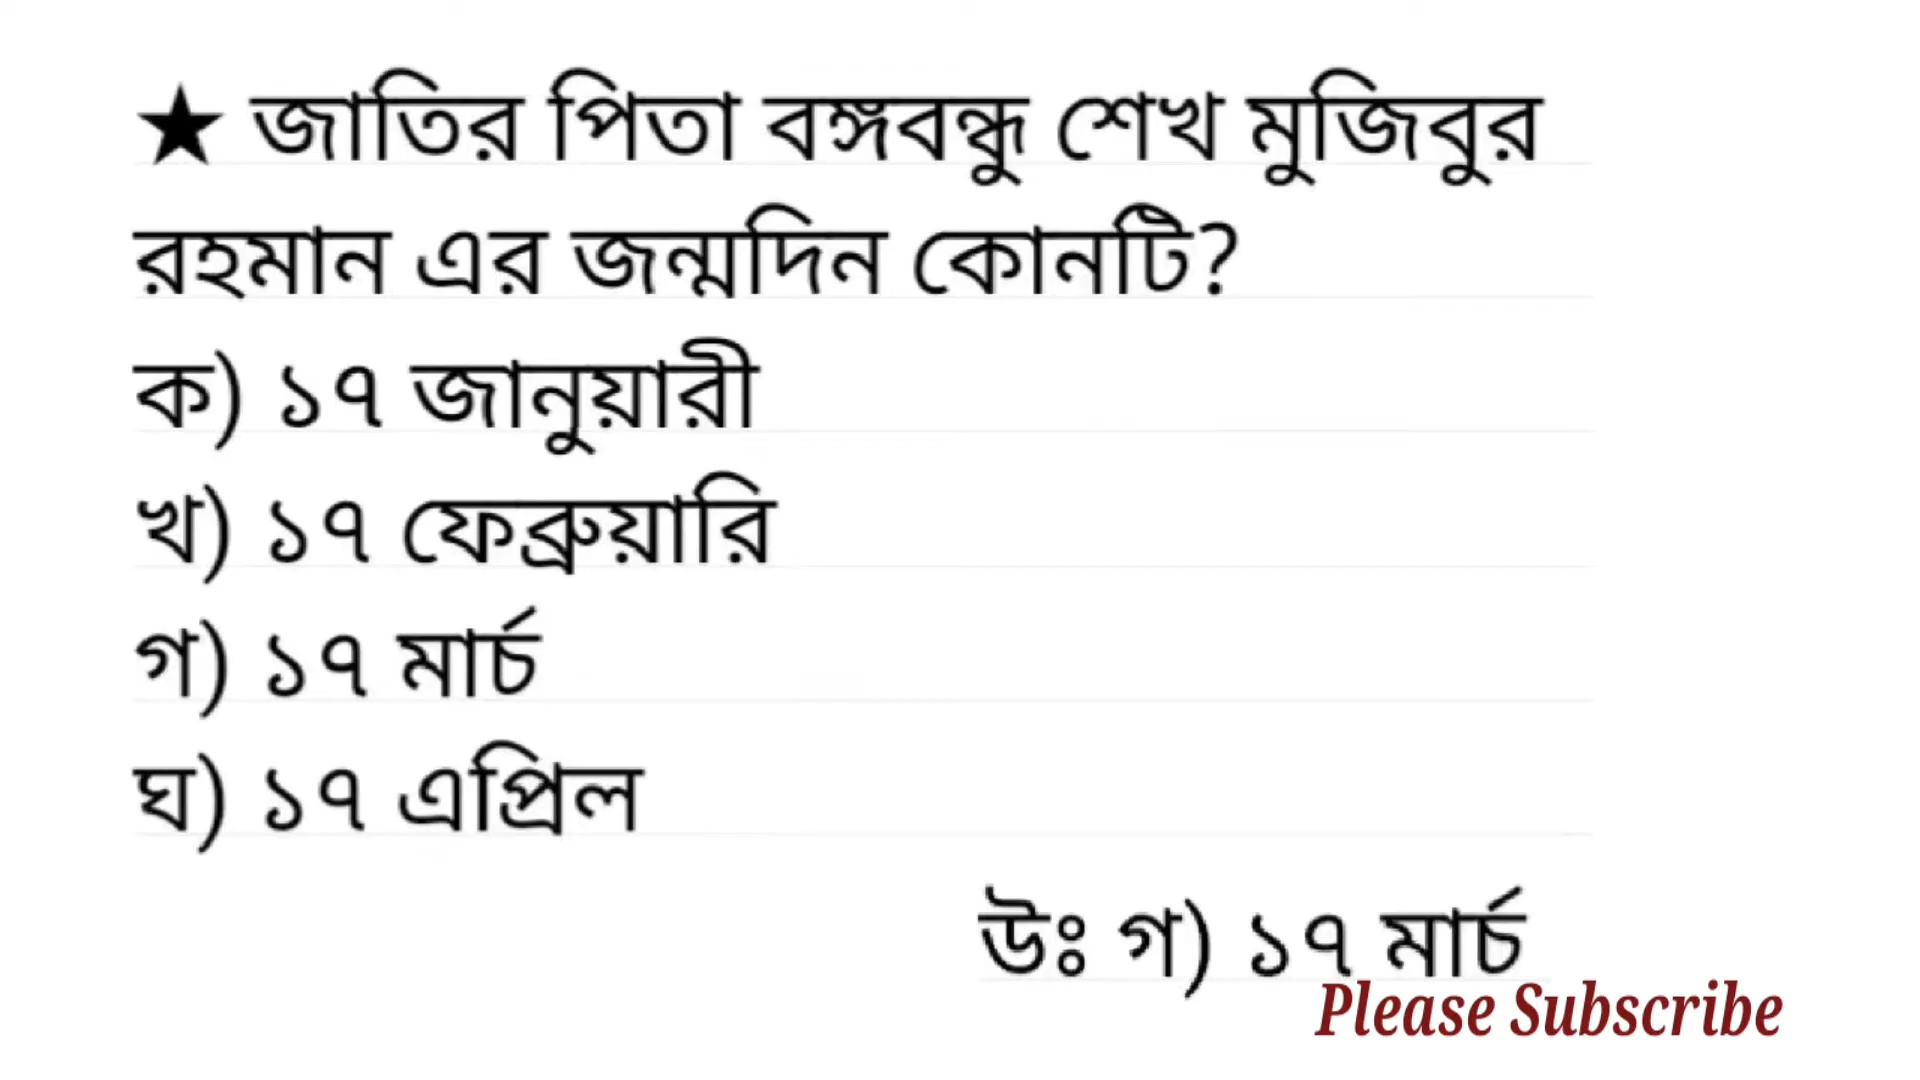 ★ জাতির পিতা বঙ্গবন্ধু শেখ মুজিবুর
রহমান এর জন্মদিন কোনটি?
ক) ১৭ জানুয়ারী
খ) ১৭ ফেব্রুয়ারি
গ) ১৭ মার্চ
ঘ) ১৭ এপ্রিল
উঃ গ) ১৭ মার্চ
Please Subscribe